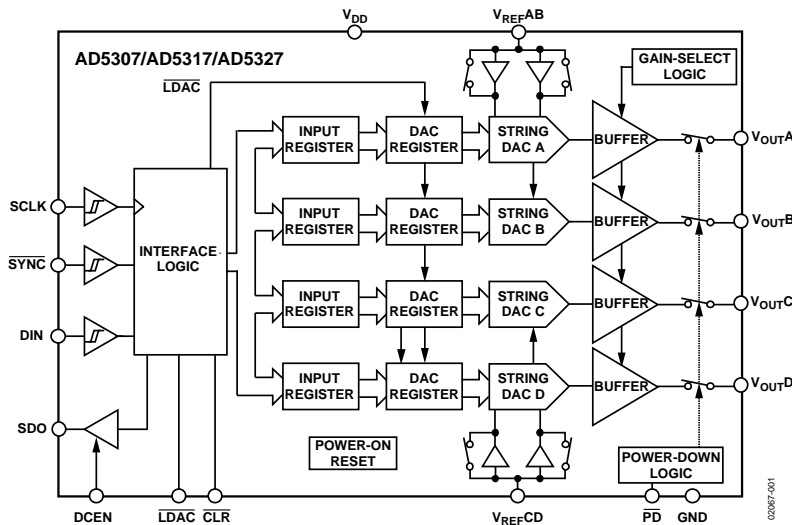 VDD
VREFAB
AD5307/AD5317/AD5327
LDAC
GAIN-SELECT
LOGIC
INPUT
REGISTER
DAC
REGISTER
STRING
DAC A
BUFFER
VOUTA
SCLK
INPUT
REGISTER
DAC
REGISTER
STRING
DAC B
BUFFER
VOUTB
SYNC
INTERFACE
LOGIC
INPUT
REGISTER
DAC
REGISTER
STRING
DAC C
BUFFER
VOUTC
DIN
INPUT
REGISTER
DAC
REGISTER
STRING
DAC D
BUFFER
VOUTD
SDO
POWER-ON
RESET
POWER-DOWN
LOGIC
DCEN
LDAC
CLR
VREFCD
PD
GND
02067-001